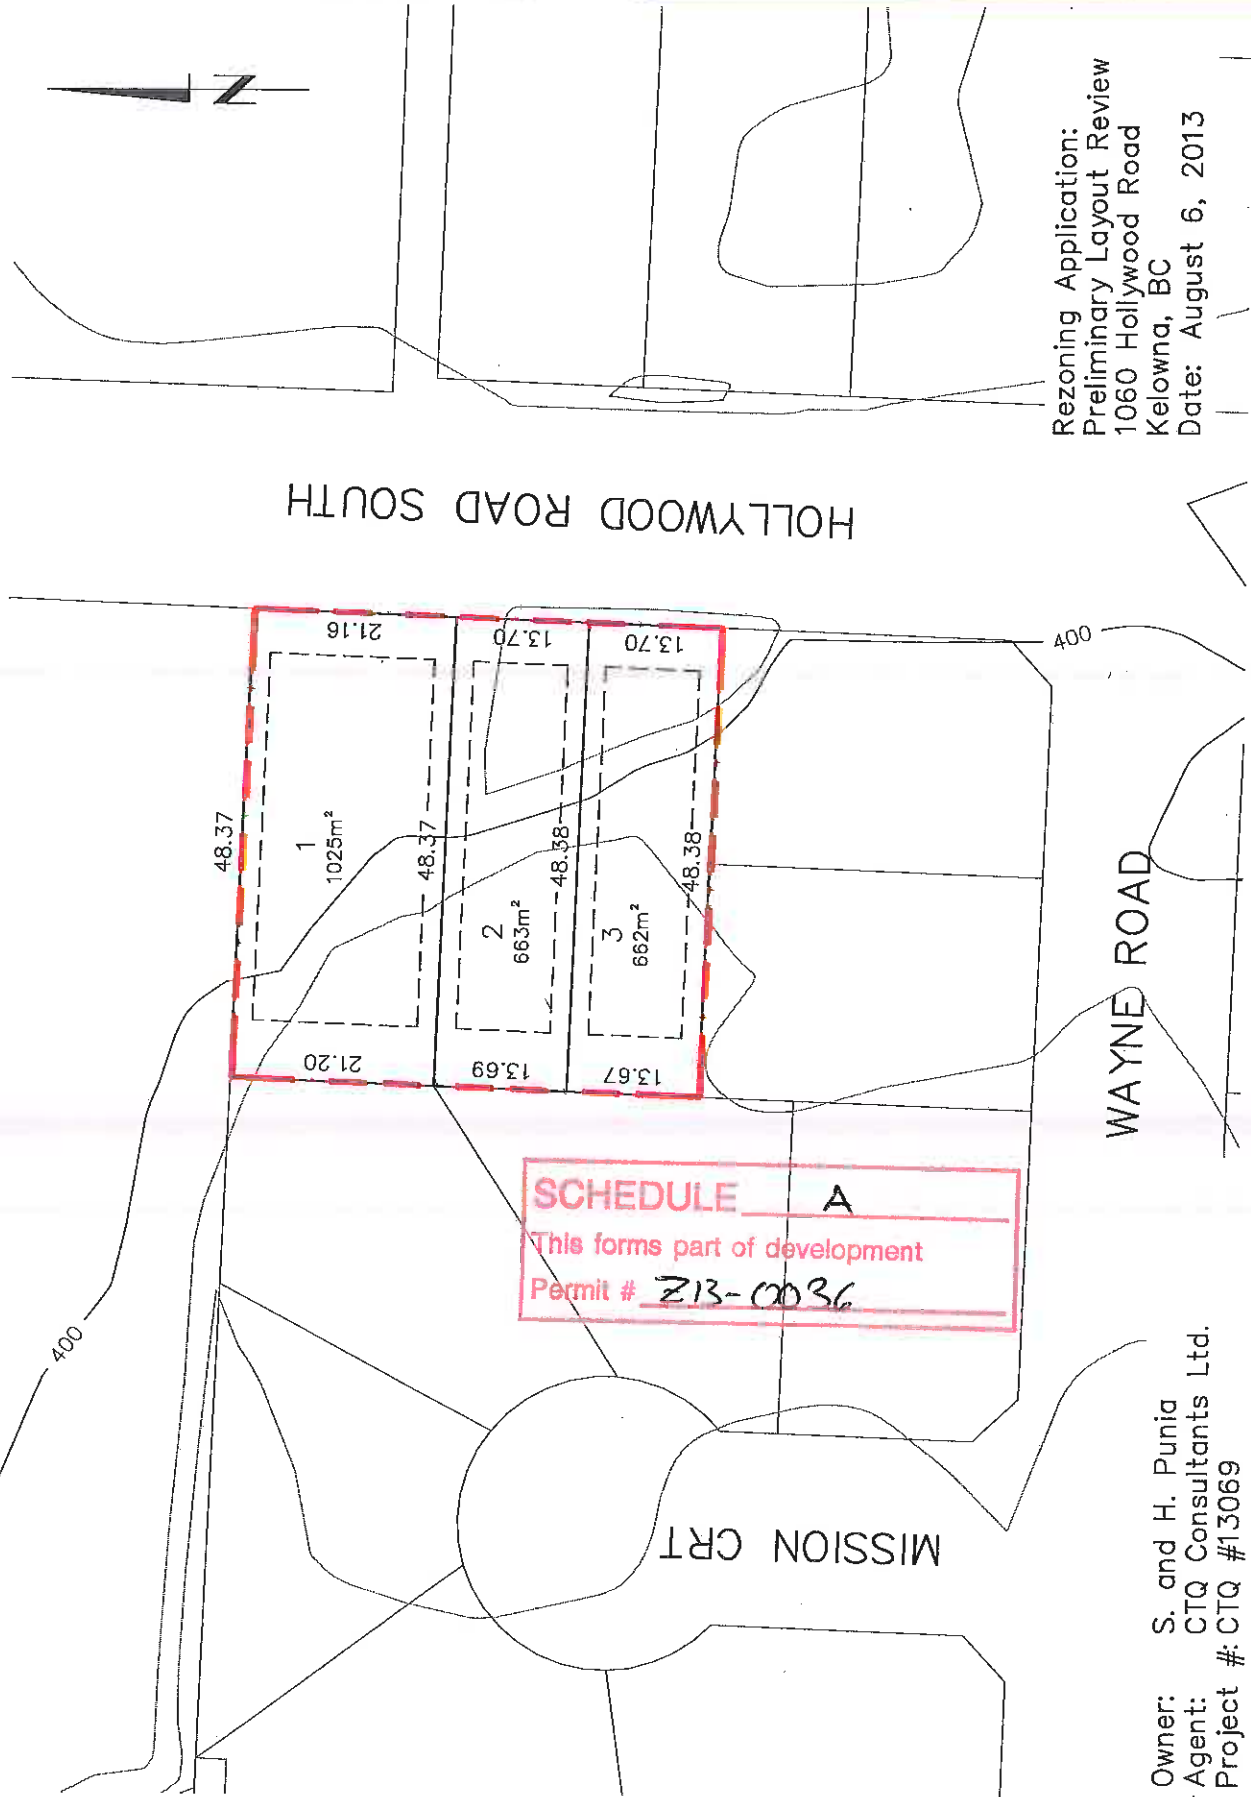 N
HOLLYWOOD ROAD SOUTH
Rezoning Application:
Preliminary Layout Review
1060 Hollywood Road
Kelowna, BC
Date: August 6, 2013
48.37
21.16
1
1025m²
48.37
21.20
13.70
2
663m²
48.38
13.69
13.70
3
662m²
48.38
13.67
400
400
WAYNE ROAD
MISSION CRT
SCHEDULE A
This forms part of development
Permit # Z13-0036
Owner: S. and H. Punia
Agent: CTQ Consultants Ltd.
Project #: CTQ #13069